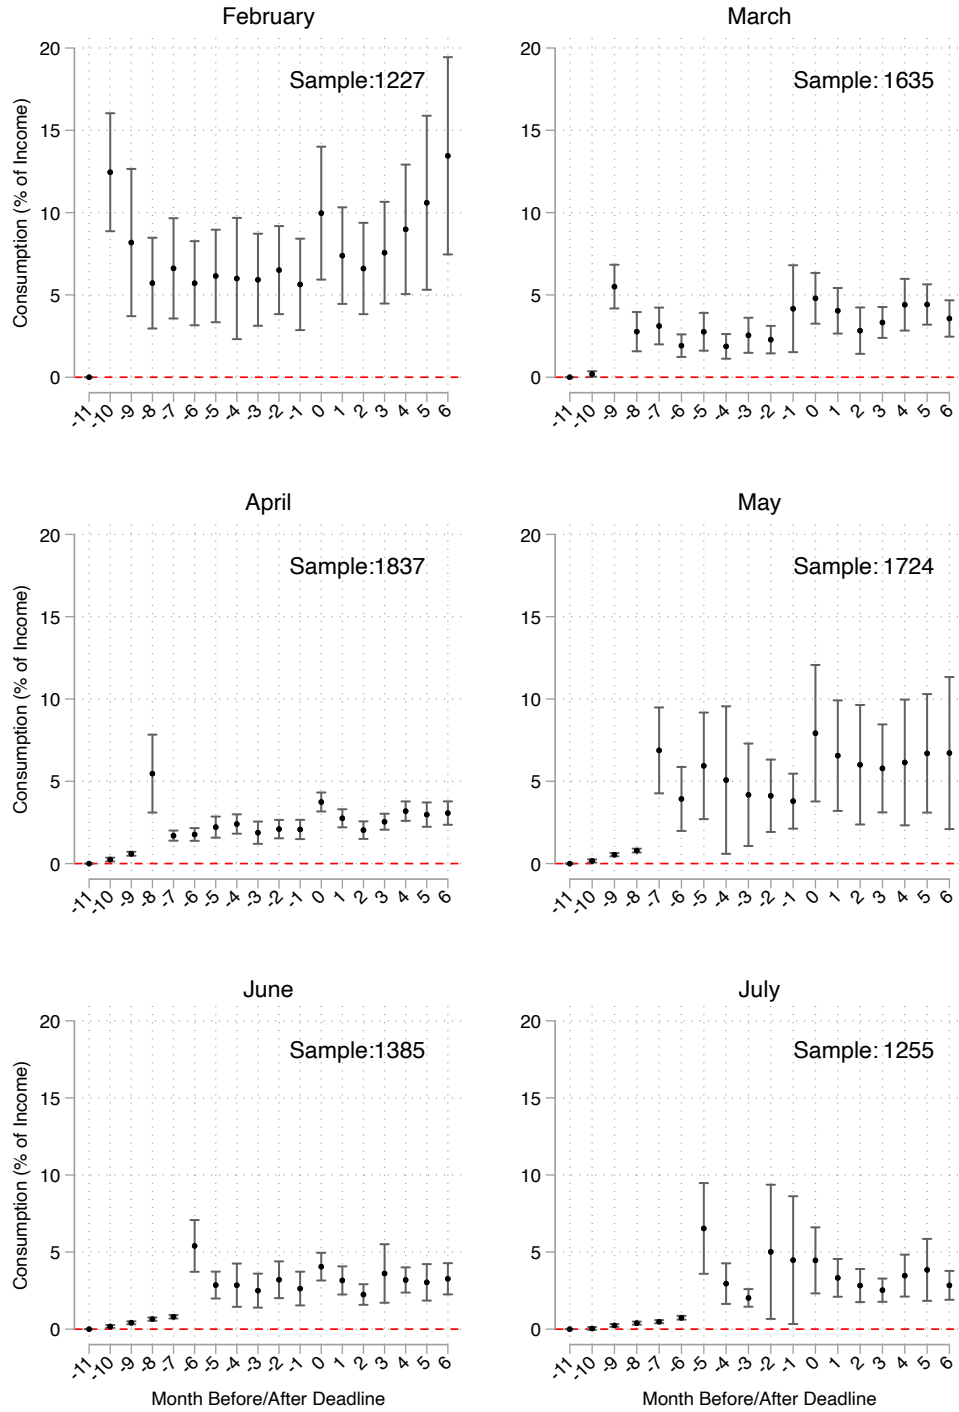 February
March
Consumption (% of Income)
20
15
10
5
0
Sample:1227
-11 -10 -9 -8 -7 -6 -5 -4 -3 -2 -1 0 1 2 3 4 5 6
20
15
10
5
0
Sample: 1635
-11 -10 -9 -8 -7 -6 -5 -4 -3 -2 -1 0 1 2 3 4 5 6
April
May
Consumption (% of Income)
20
15
10
5
0
Sample:1837
-11 -10 -9 -8 -7 -6 -5 -4 -3 -2 -1 0 1 2 3 4 5 6
20
15
10
5
0
Sample: 1724
-11 -10 -9 -8 -7 -6 -5 -4 -3 -2 -1 0 1 2 3 4 5 6
June
July
Consumption (% of Income)
20
15
10
5
0
Sample:1385
-11 -10 -9 -8 -7 -6 -5 -4 -3 -2 -1 0 1 2 3 4 5 6
Month Before/After Deadline
20
15
10
5
0
Sample: 1255
-11 -10 -9 -8 -7 -6 -5 -4 -3 -2 -1 0 1 2 3 4 5 6
Month Before/After Deadline